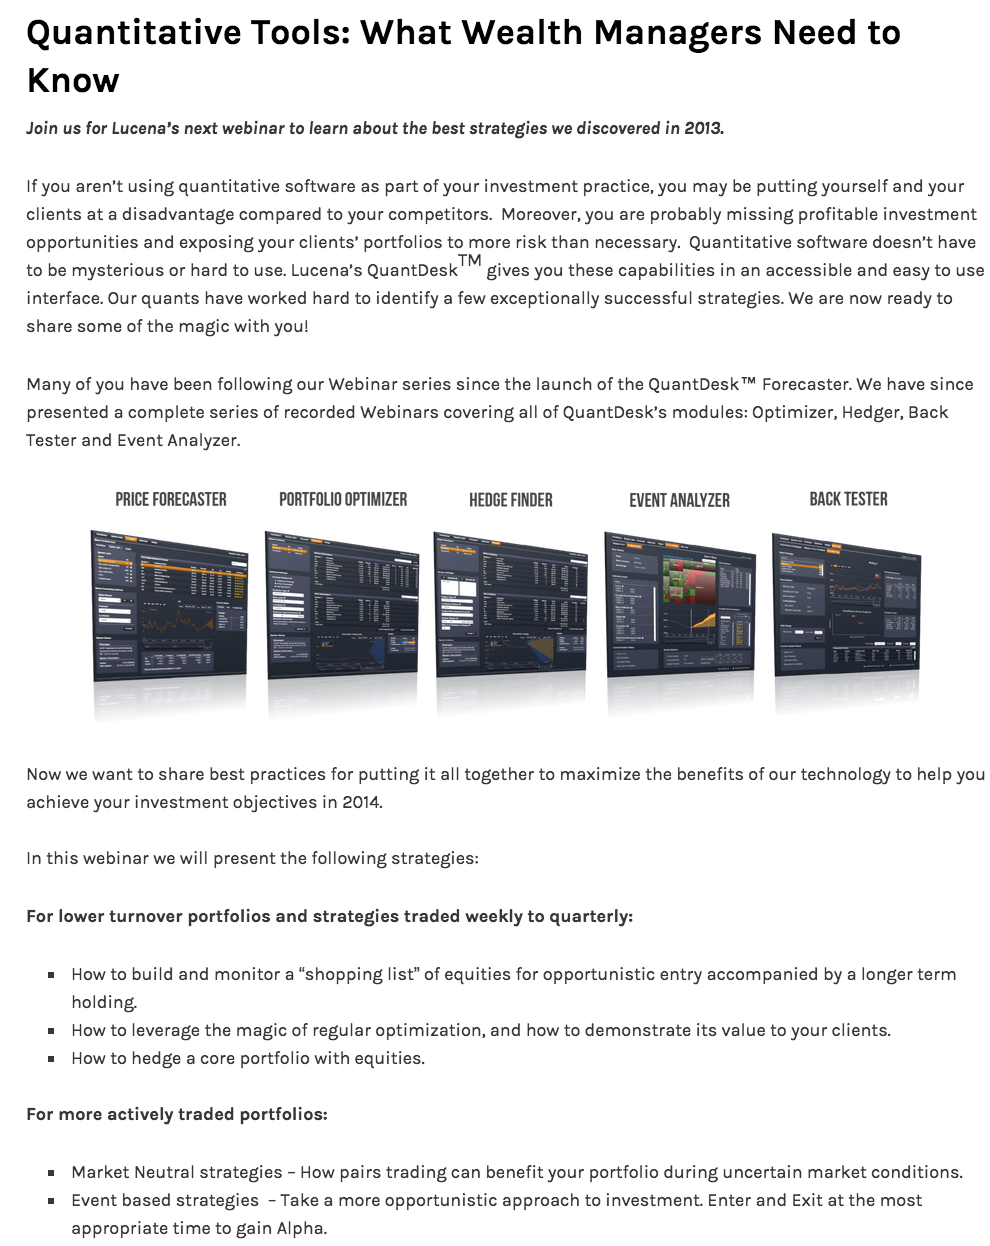 Quantitative Tools: What Wealth Managers Need to
Know
Join us for Lucena's next webinar to learn about the best strategies we discovered in 2013.
If you aren't using quantitative software as part of your investment practice, you may be putting yourself and your
clients at a disadvantage compared to your competitors.  Moreover, you are probably missing profitable investment
opportunities and exposing your clients' portfolios to more risk than necessary.  Quantitative software doesn't have
to be mysterious or hard to use. Lucena's QuantDesk™ gives you these capabilities in an accessible and easy to use
interface. Our quants have worked hard to identify a few exceptionally successful strategies. We are now ready to
share some of the magic with you!
Many of you have been following our Webinar series since the launch of the QuantDesk™ Forecaster. We have since
presented a complete series of recorded Webinars covering all of QuantDesk's modules: Optimizer, Hedger, Back
Tester and Event Analyzer.
PRICE FORECASTER PORTFOLIO OPTIMIZER HEDGE FINDER EVENT ANALYZER BACK TESTER
Now we want to share best practices for putting it all together to maximize the benefits of our technology to help you
achieve your investment objectives in 2014.
In this webinar we will present the following strategies:
For lower turnover portfolios and strategies traded weekly to quarterly:
▪ How to build and monitor a “shopping list” of equities for opportunistic entry accompanied by a longer term
holding.
▪ How to leverage the magic of regular optimization, and how to demonstrate its value to your clients.
▪ How to hedge a core portfolio with equities.
For more actively traded portfolios:
▪ Market Neutral strategies – How pairs trading can benefit your portfolio during uncertain market conditions.
▪ Event based strategies  – Take a more opportunistic approach to investment. Enter and Exit at the most
appropriate time to gain Alpha.